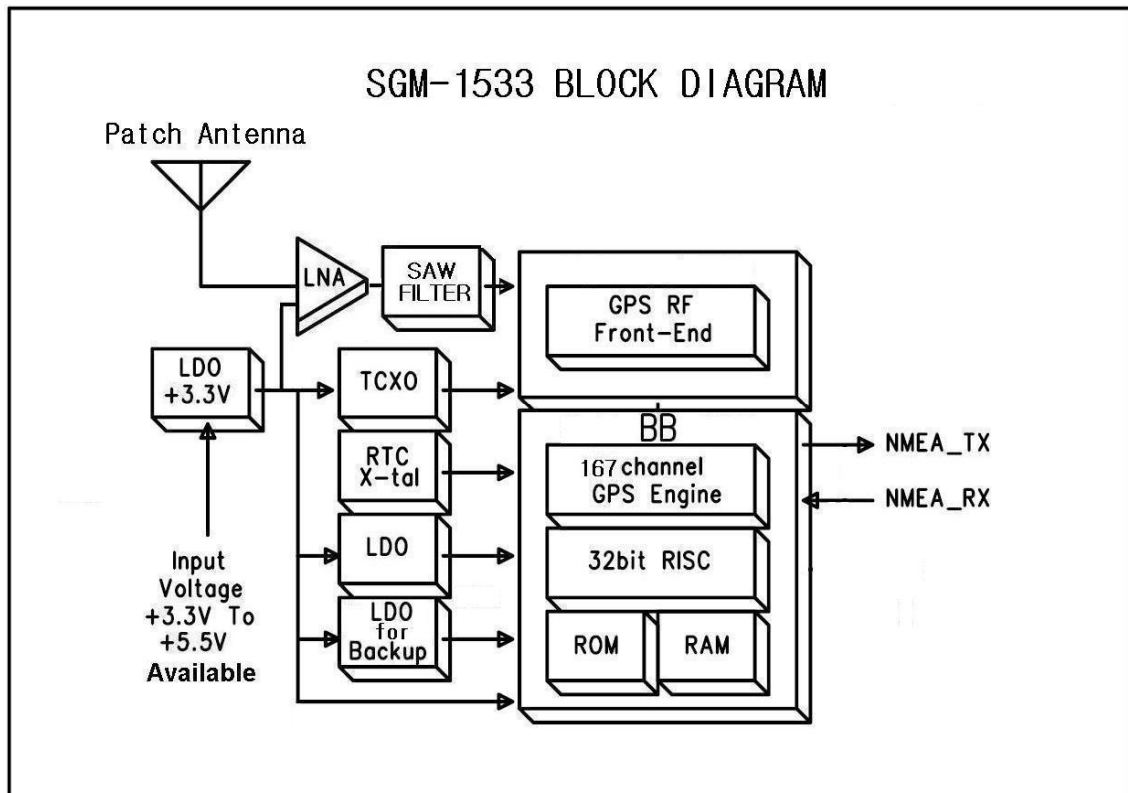 SGM-1533 BLOCK DIAGRAM
Patch Antenna
LNA
SAW
FILTER
GPS RF
Front-End
LDO
+3.3V
TCXO
BB
NMEA_TX
RTC
X-tal
167 channel
GPS Engine
NMEA_RX
LDO
32bit RISC
Input
Voltage
+3.3V To
+5.5V
Available
LDO
for
Backup
ROM
RAM